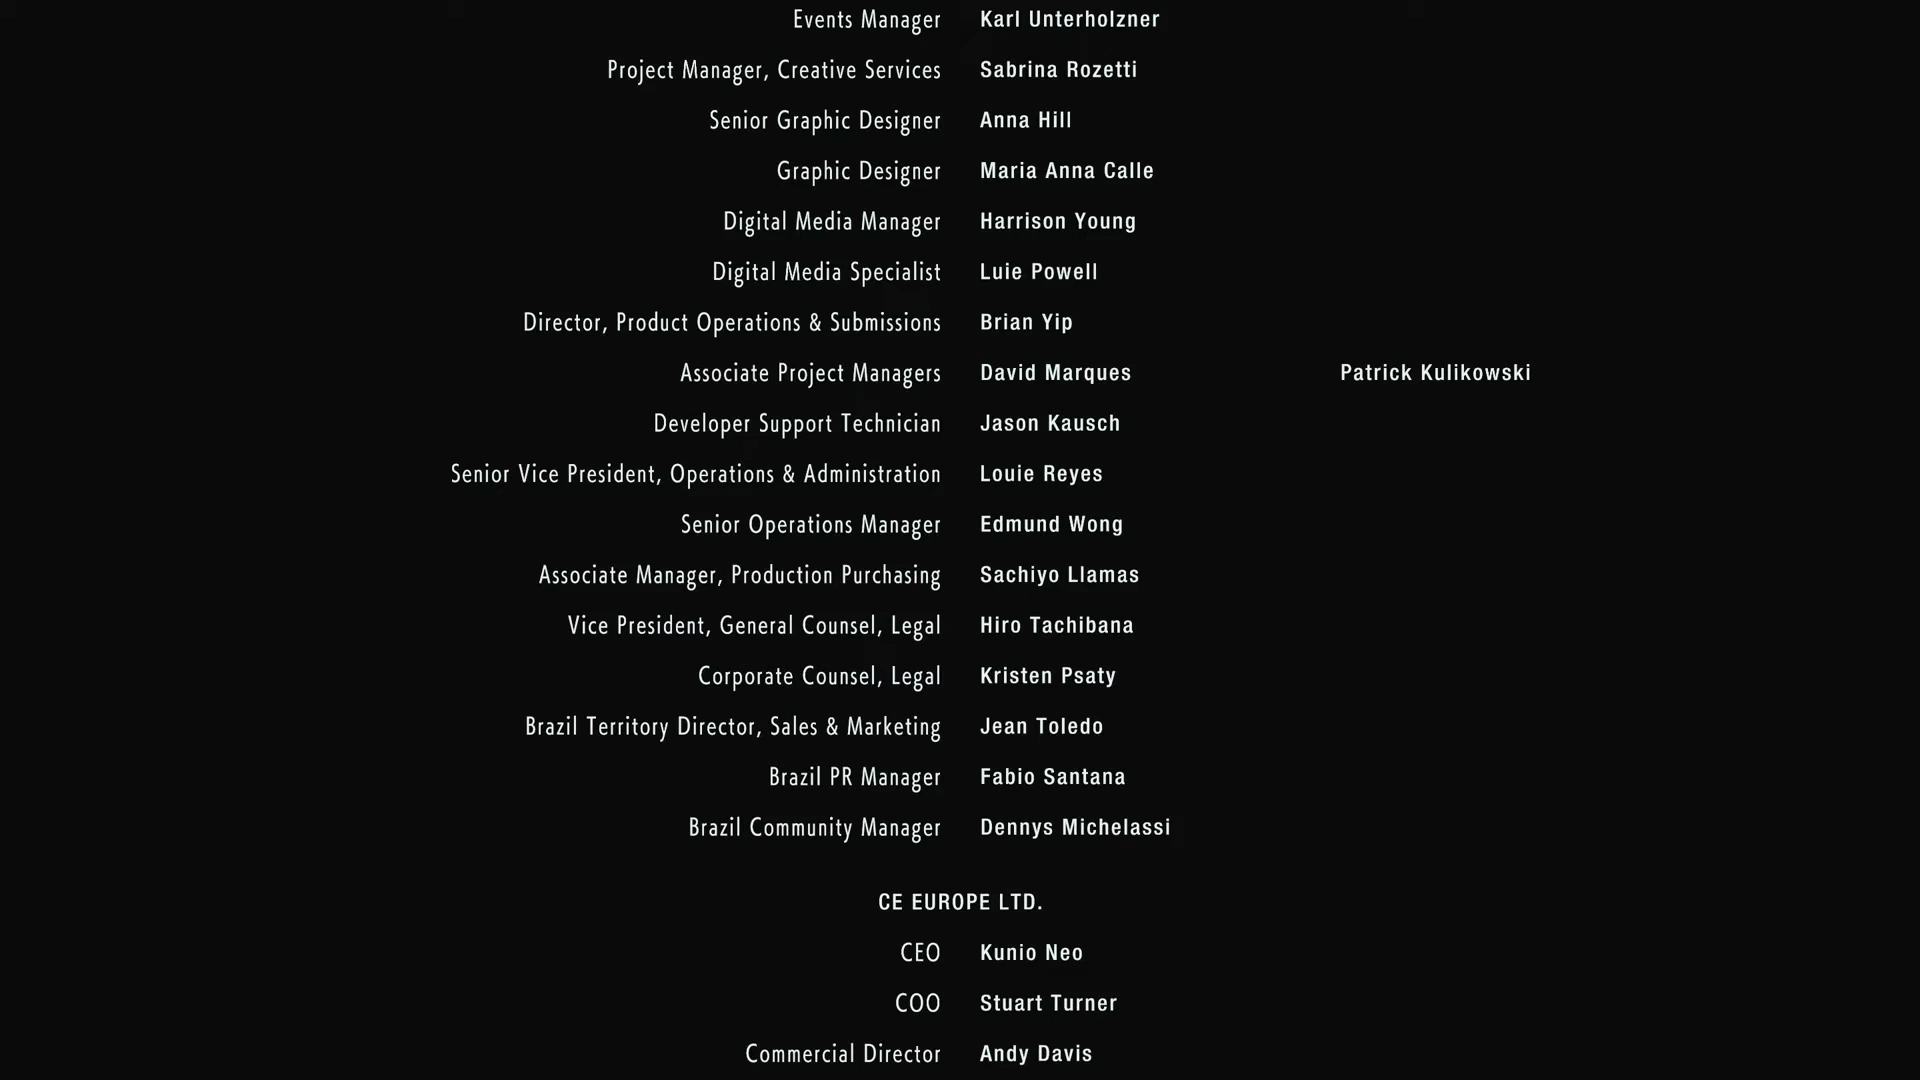 Events Manager Karl Unterholzner
Project Manager, Creative Services Sabrina Rozetti
Senior Graphic Designer Anna Hill
Graphic Designer Maria Anna Calle
Digital Media Manager Harrison Young
Digital Media Specialist Luie Powell
Director, Product Operations & Submissions Brian Yip
Associate Project Managers David Marques Patrick Kulikowski
Developer Support Technician Jason Kausch
Senior Vice President, Operations & Administration Louie Reyes
Senior Operations Manager Edmund Wong
Associate Manager, Production Purchasing Sachiyo Llamas
Vice President, General Counsel, Legal Hiro Tachibana
Corporate Counsel, Legal Kristen Psaty
Brazil Territory Director, Sales & Marketing Jean Toledo
Brazil PR Manager Fabio Santana
Brazil Community Manager Dennys Michelassi
CE EUROPE LTD.
CEO Kunio Neo
COO Stuart Turner
Commercial Director Andy Davis